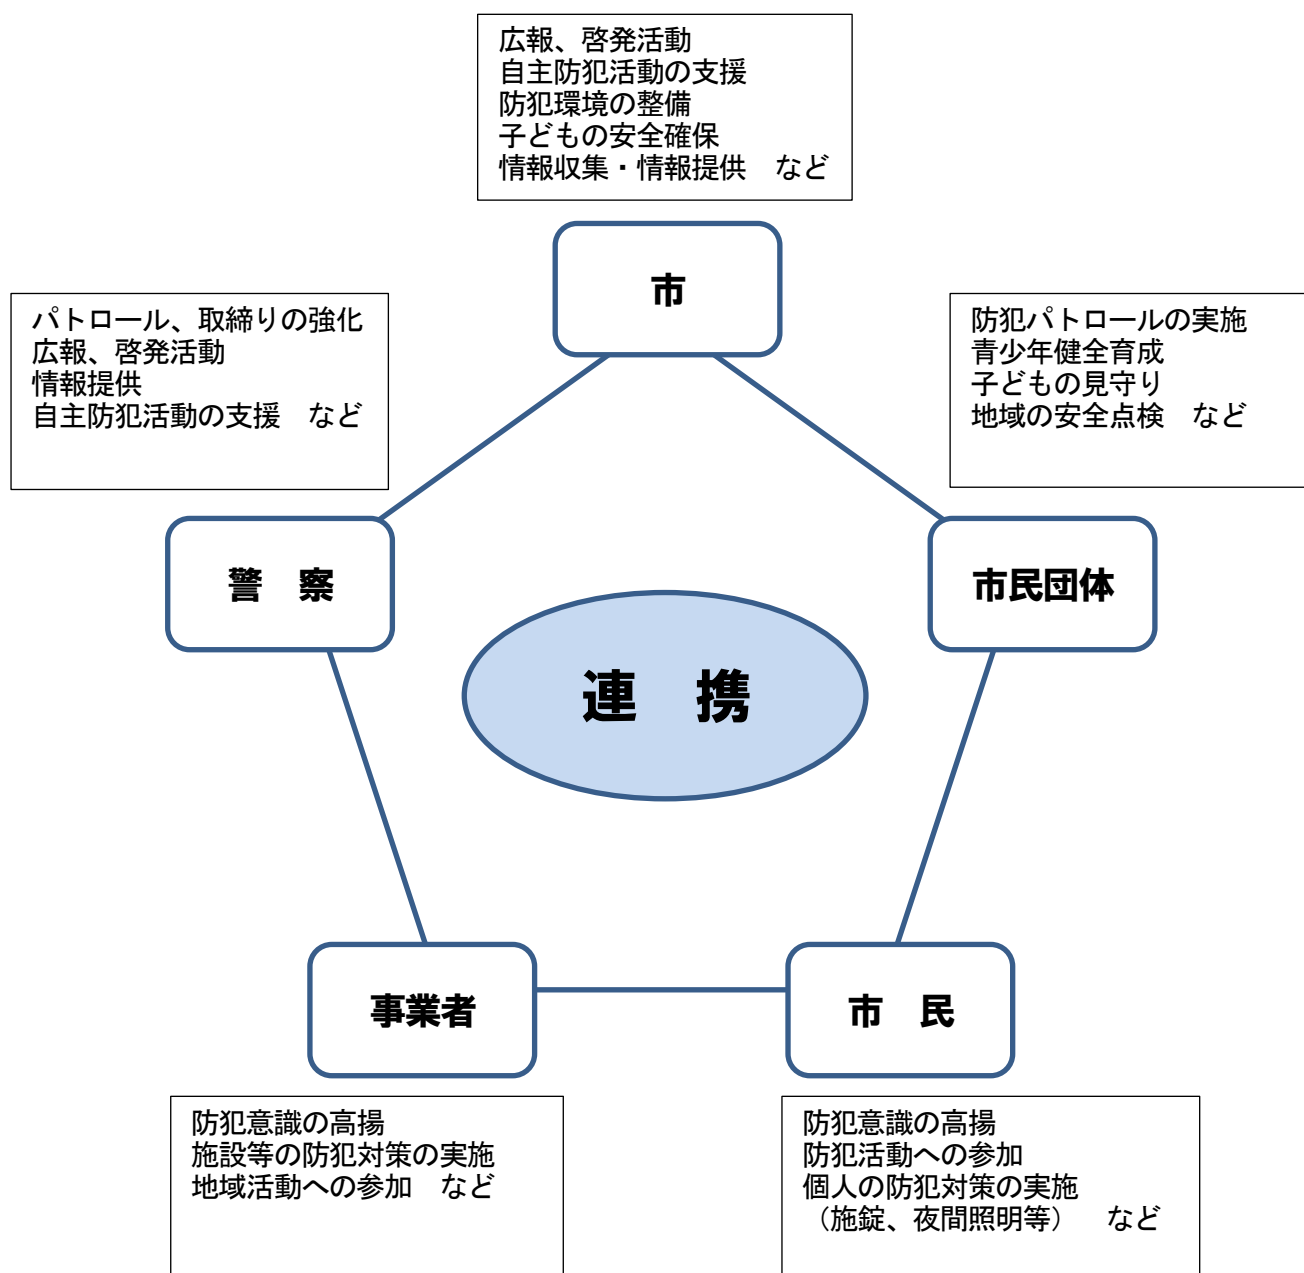 広報、啓発活動
自主防犯活動の支援
防犯環境の整備
子どもの安全確保
情報収集・情報提供　など
市
パトロール、取締りの強化
広報、啓発活動
情報提供
自主防犯活動の支援　など
防犯パトロールの実施
青少年健全育成
子どもの見守り
地域の安全点検　など
警　察
市民団体
連　携
事業者
市　民
防犯意識の高揚
施設等の防犯対策の実施
地域活動への参加　など
防犯意識の高揚
防犯活動への参加
個人の防犯対策の実施
（施錠、夜間照明等）　など